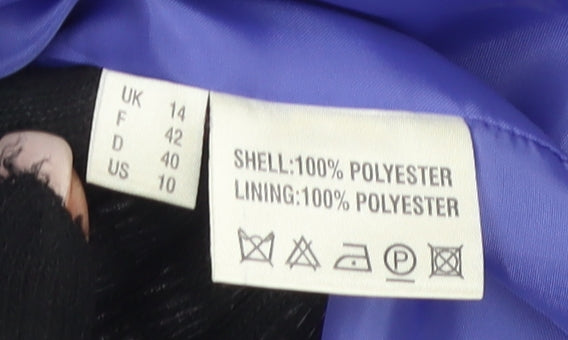 UK 14
F 42
D 40
US 10
SHELL:100% POLYESTER
LINING:100% POLYESTER
P